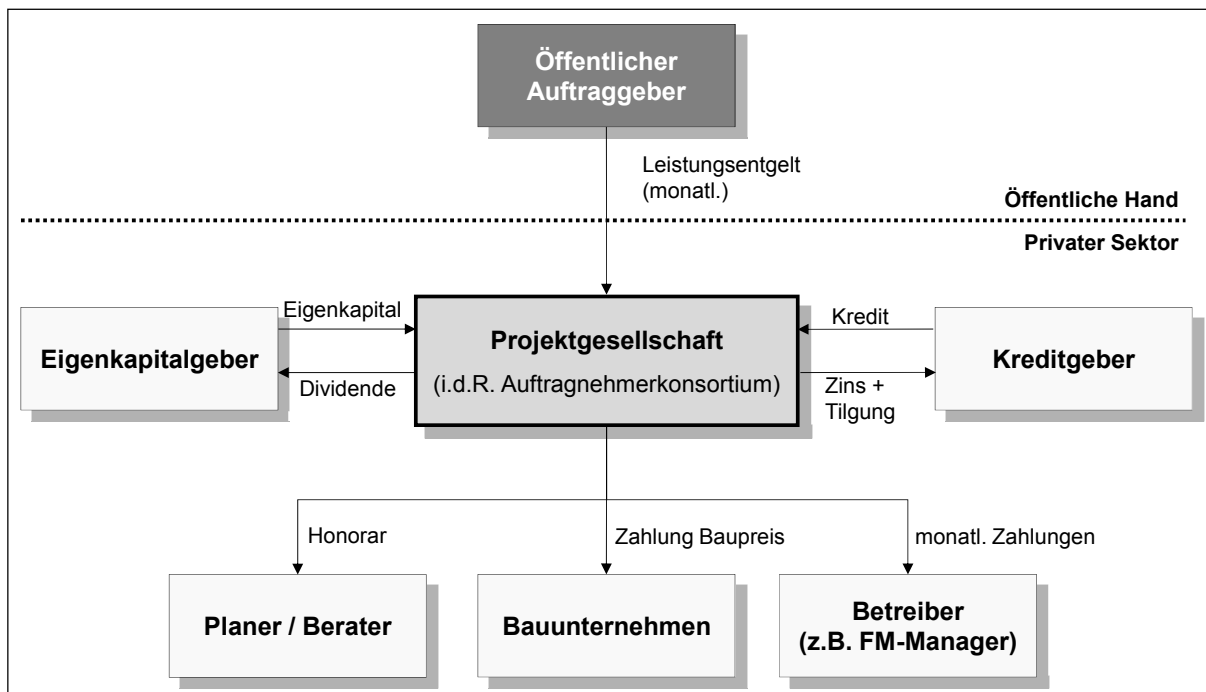 Öffentlicher
Auftraggeber
Leistungsentgelt
(monatl.)
Öffentliche Hand
Privater Sektor
Eigenkapitalgeber
Eigenkapital
Dividende
Projektgesellschaft
(i.d.R. Auftragnehmerkonsortium)
Kredit
Zins +
Tilgung
Kreditgeber
Honorar
Zahlung Baupreis
monatl. Zahlungen
Planer / Berater
Bauunternehmen
Betreiber
(z.B. FM-Manager)